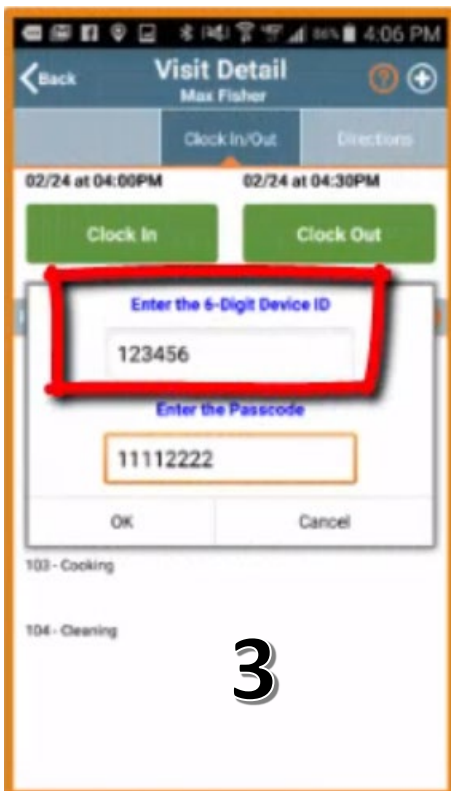 86% 4:06 PM
Back Visit Detail
Max Fisher
Clock In/Out Directions
02/24 at 04:00PM 02/24 at 04:30PM
Clock In Clock Out
Enter the 6-Digit Device ID
123456
Enter the Passcode
11112222
OK Cancel
103 - Cooking
104 - Cleaning
3